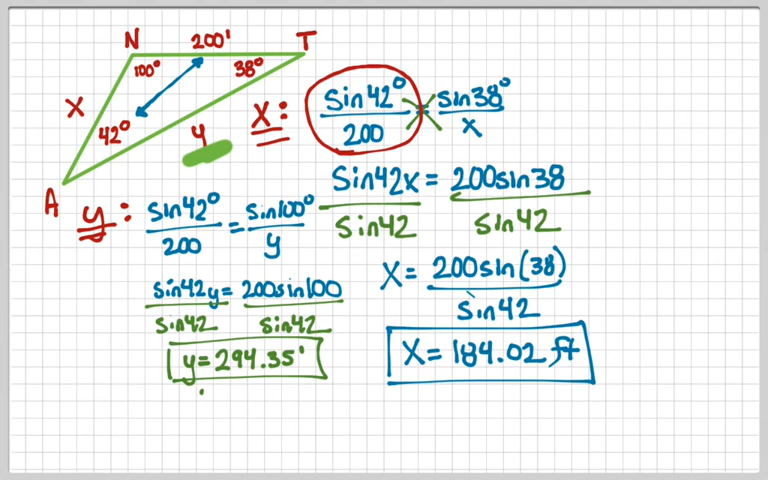 N 200' T
100° 38°
X
42°
y
A
X: Sin42°/200 = sin38°/x
Sin42x = 200sin38
sin42 sin42
X = 200sin(38)
sin42
X = 184.02 ft
y: sin42°/200 = sin100°/y
sin42y = 200sin100
sin42 sin42
y = 294.35'